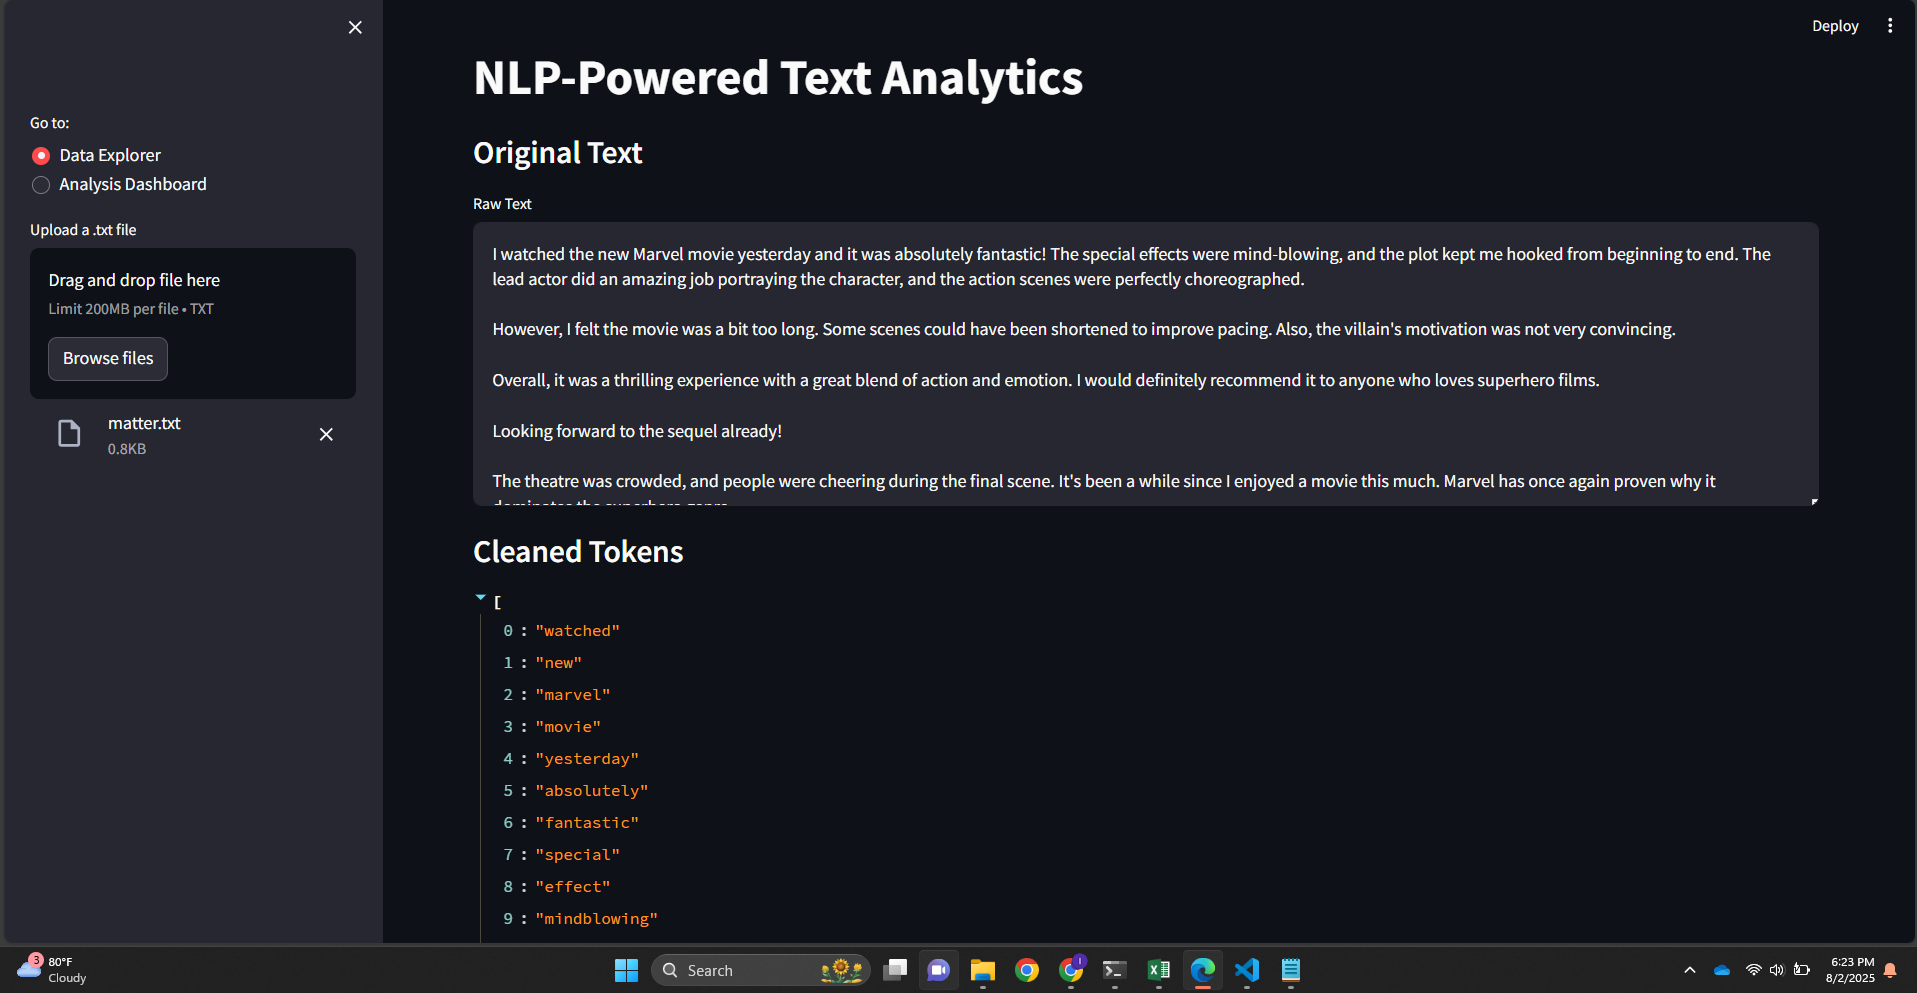 Deploy
Go to:
Data Explorer
Analysis Dashboard
Upload a .txt file
Drag and drop file here
Limit 200MB per file • TXT
Browse files
matter.txt
0.8KB
NLP-Powered Text Analytics
Original Text
Raw Text
I watched the new Marvel movie yesterday and it was absolutely fantastic! The special effects were mind-blowing, and the plot kept me hooked from beginning to end. The
lead actor did an amazing job portraying the character, and the action scenes were perfectly choreographed.
However, I felt the movie was a bit too long. Some scenes could have been shortened to improve pacing. Also, the villain's motivation was not very convincing.
Overall, it was a thrilling experience with a great blend of action and emotion. I would definitely recommend it to anyone who loves superhero films.
Looking forward to the sequel already!
The theatre was crowded, and people were cheering during the final scene. It's been a while since I enjoyed a movie this much. Marvel has once again proven why it
dominates the superhero genre.
Cleaned Tokens
[
0 : "watched"
1 : "new"
2 : "marvel"
3 : "movie"
4 : "yesterday"
5 : "absolutely"
6 : "fantastic"
7 : "special"
8 : "effect"
9 : "mindblowing"
3
80°F
Cloudy
Search
6:23 PM
8/2/2025